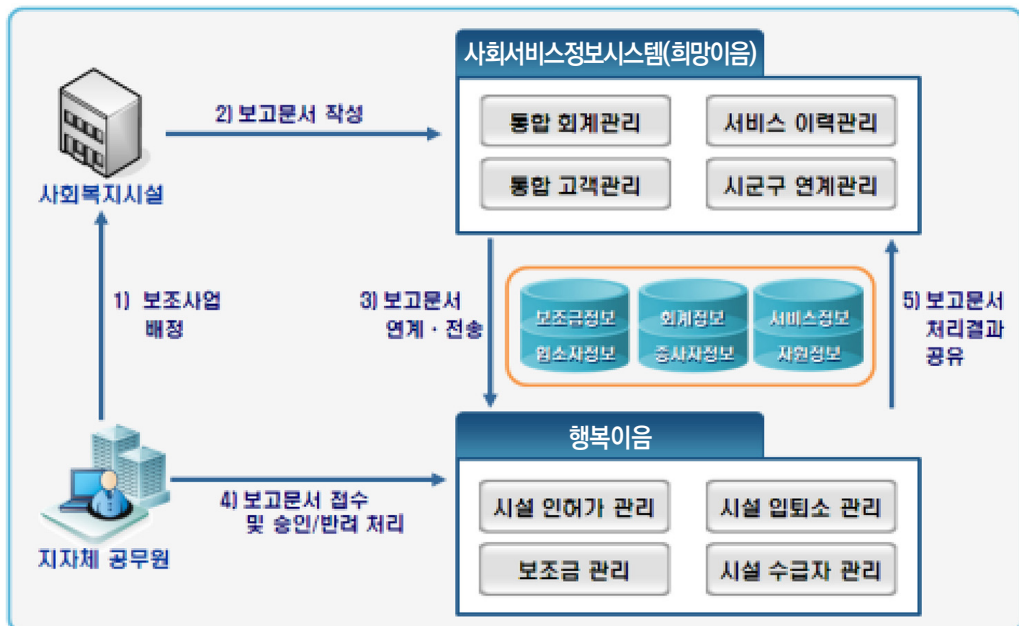 사회서비스정보시스템(희망이음)
2) 보고문서 작성
통합 회계관리
서비스 이력관리
통합 고객관리
시군구 연계관리
사회복지시설
1) 보조사업
배정
3) 보고문서
연계 · 전송
보조금정보
회계정보
서비스정보
입소자정보
종사자정보
자원정보
5) 보고문서
처리결과
공유
행복이음
4) 보고문서 접수
및 승인/반려 처리
시설 인허가 관리
시설 입퇴소 관리
보조금 관리
시설 수급자 관리
지자체 공무원